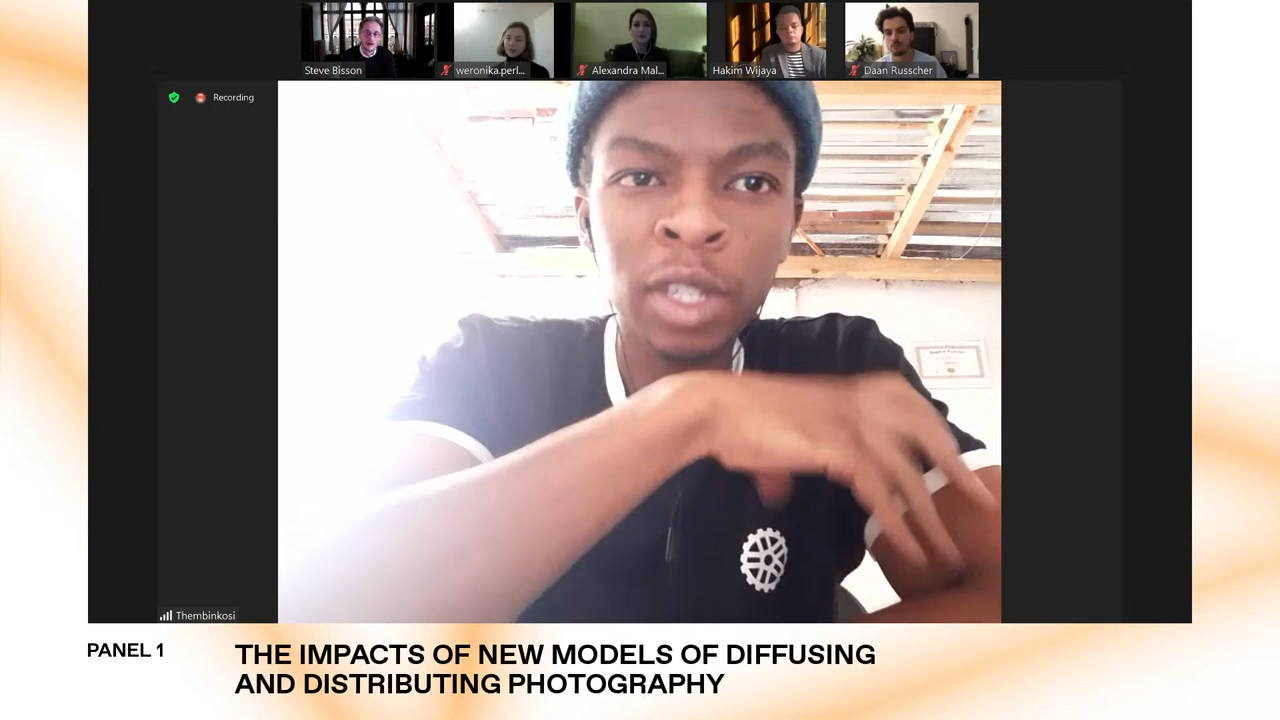 Steve Bisson
weronika.perl...
Alexandra Mal...
Hakim Wijaya
Daan Russcher
Recording
Thembinkosi
PANEL 1
THE IMPACTS OF NEW MODELS OF DIFFUSING
AND DISTRIBUTING PHOTOGRAPHY